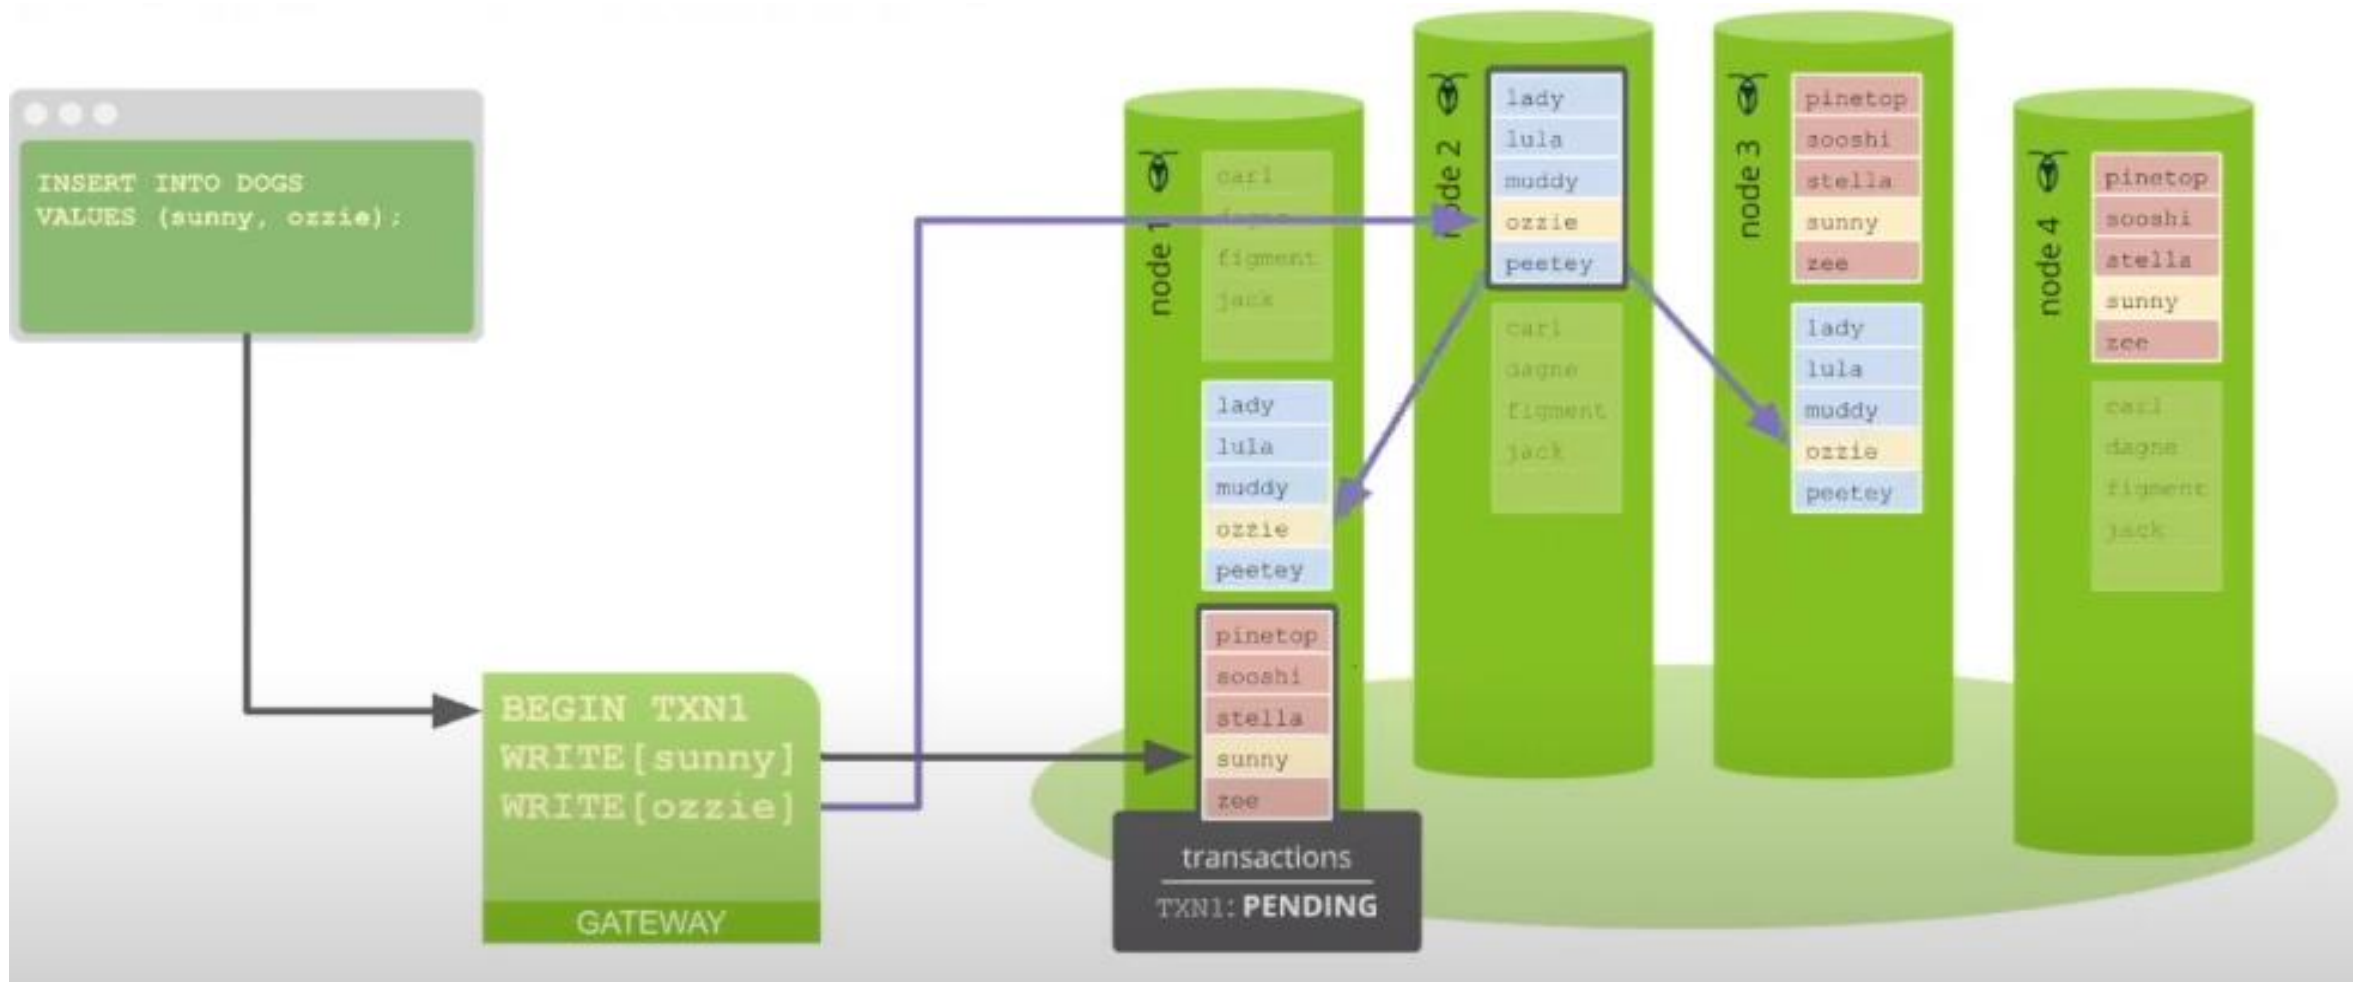 INSERT INTO DOGS
VALUES (sunny, ozzie);
BEGIN TXN1
WRITE[sunny]
WRITE[ozzie]
GATEWAY
node 1
carl
dagne
figment
jack
lady
lula
muddy
ozzie
peetey
pinetop
sooshi
stella
sunny
zee
transactions
TXN1: PENDING
node 2
lady
lula
muddy
ozzie
peetey
carl
dagne
figment
jack
node 3
pinetop
sooshi
stella
sunny
zee
lady
lula
muddy
ozzie
peetey
node 4
pinetop
sooshi
stella
sunny
zee
carl
dagne
figment
jack